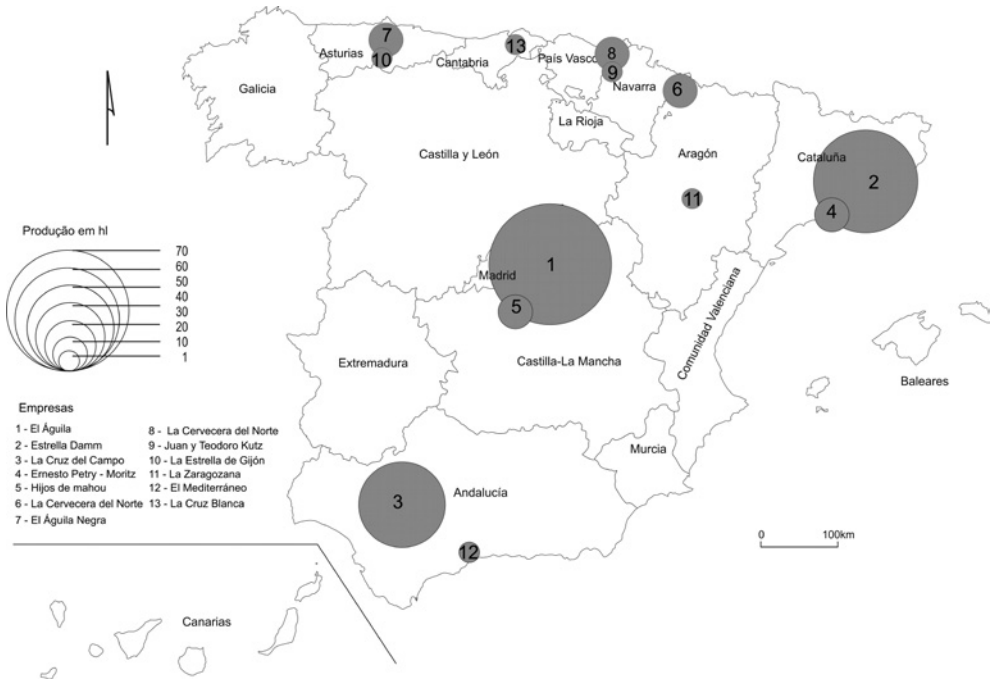 7
13
8
Asturias
10
Cantabria
País Vasco
9
Navarra
6
Galicia
La Rioja
Castilla y León
Aragón
Cataluña
2
11
4
Produção em hl
70
60
50
40
30
20
10
1
1
Madrid
5
Comunidad Valenciana
Extremadura
Castilla-La Mancha
Baleares
Empresas
1 - El Águila
2 - Estrella Damm
3 - La Cruz del Campo
4 - Ernesto Petry - Moritz
5 - Hijos de mahou
6 - La Cervecera del Norte
7 - El Águila Negra
8 - La Cervecera del Norte
9 - Juan y Teodoro Kutz
10 - La Estrella de Gijón
11 - La Zaragozana
12 - El Mediterráneo
13 - La Cruz Blanca
Murcia
3
Andalucía
12
0 100km
Canarias